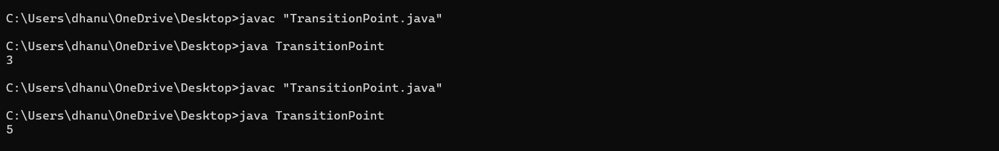 C:\Users\dhanu\OneDrive\Desktop>javac "TransitionPoint.java"
C:\Users\dhanu\OneDrive\Desktop>java TransitionPoint
3
C:\Users\dhanu\OneDrive\Desktop>javac "TransitionPoint.java"
C:\Users\dhanu\OneDrive\Desktop>java TransitionPoint
5